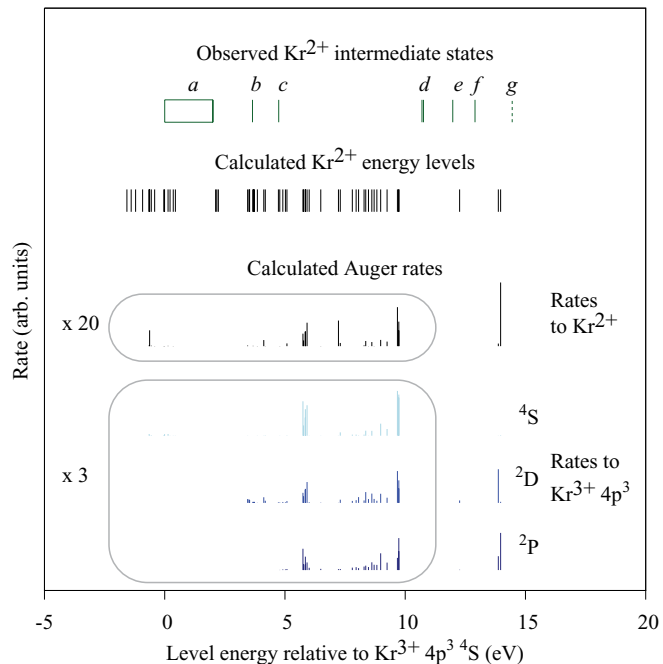 Observed Kr²⁺ intermediate states
a b c d e f g
Calculated Kr²⁺ energy levels
Calculated Auger rates
x 20
Rates
to Kr²⁺
⁴S
x 3
²D
Rates to
Kr³⁺ 4p³
²P
Rate (arb. units)
-5 0 5 10 15 20
Level energy relative to Kr³⁺ 4p³ ⁴S (eV)